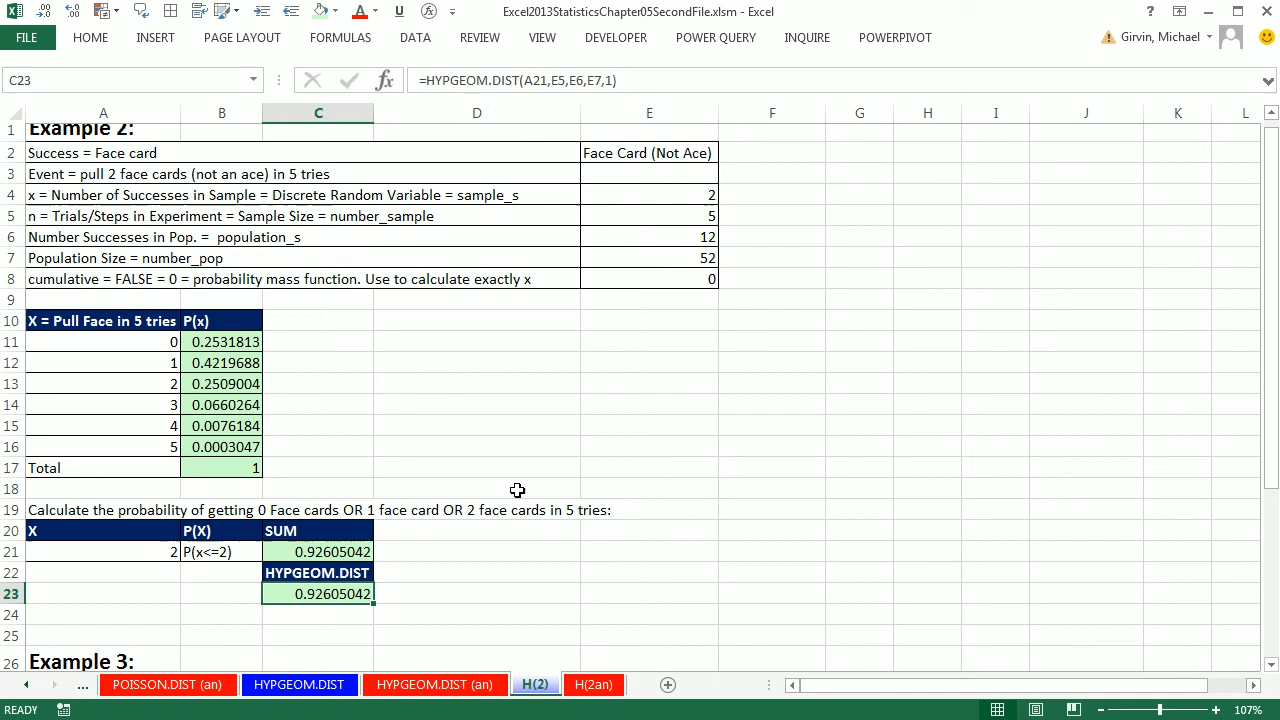 Excel2013StatisticsChapter05SecondFile.xlsm - Excel
FILE HOME INSERT PAGE LAYOUT FORMULAS DATA REVIEW VIEW DEVELOPER POWER QUERY INQUIRE POWERPIVOT Girvin, Michael
C23 fx =HYPGEOM.DIST(A21,E5,E6,E7,1)
A B C D E F G H I J K L
1 Example 2:
2 Success = Face card Face Card (Not Ace)
3 Event = pull 2 face cards (not an ace) in 5 tries
4 x = Number of Successes in Sample = Discrete Random Variable = sample_s 2
5 n = Trials/Steps in Experiment = Sample Size = number_sample 5
6 Number Successes in Pop. = population_s 12
7 Population Size = number_pop 52
8 cumulative = FALSE = 0 = probability mass function. Use to calculate exactly x 0
9
10 X = Pull Face in 5 tries P(x)
11 0 0.2531813
12 1 0.4219688
13 2 0.2509004
14 3 0.0660264
15 4 0.0076184
16 5 0.0003047
17 Total 1
18
19 Calculate the probability of getting 0 Face cards OR 1 face card OR 2 face cards in 5 tries:
20 X P(X) SUM
21 2 P(x<=2) 0.92605042
22 HYPGEOM.DIST
23 0.92605042
24
25
26 Example 3:
... POISSON.DIST (an) HYPGEOM.DIST HYPGEOM.DIST (an) H(2) H(2an)
READY 107%